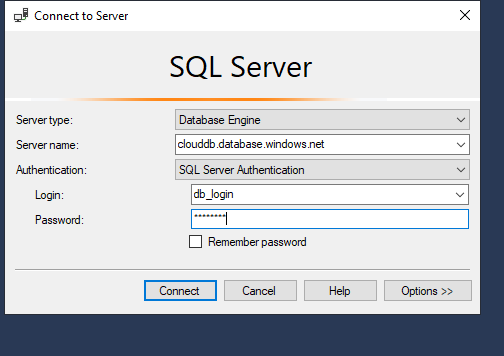 Connect to Server
SQL Server
Server type: Database Engine
Server name: clouddb.database.windows.net
Authentication: SQL Server Authentication
Login: db_login
Password: ********
Remember password
Connect Cancel Help Options >>